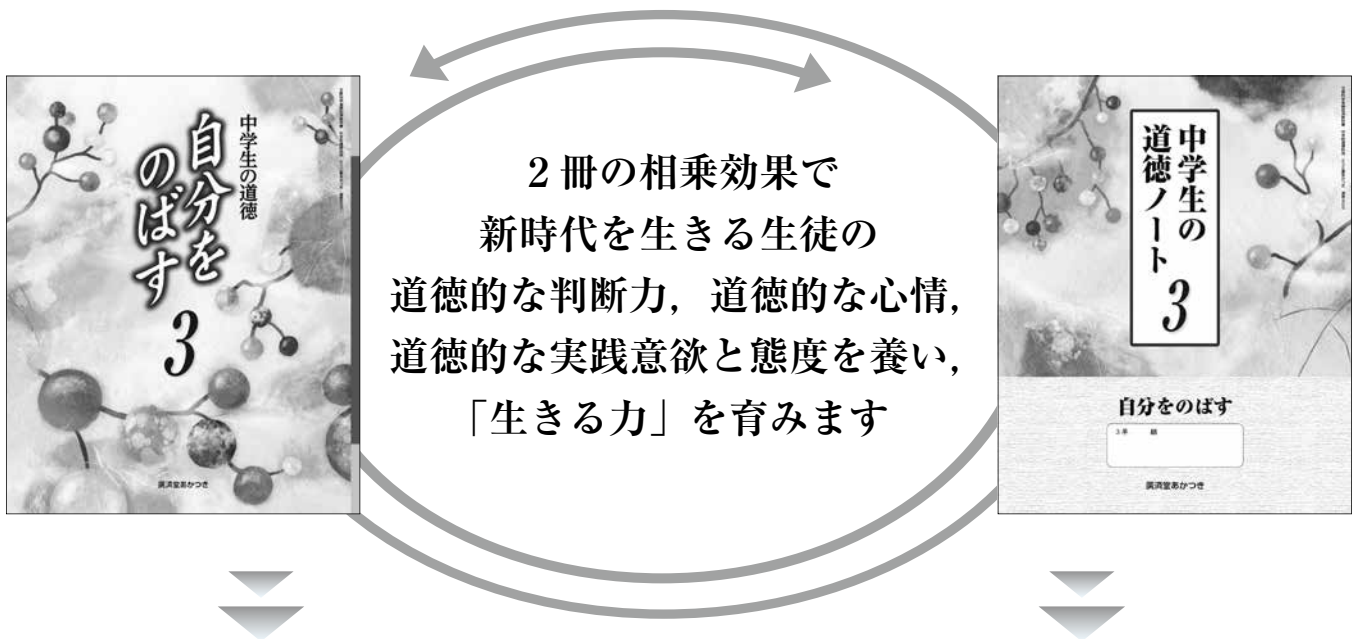 中学生の道徳
自分を
のばす
3
廣済堂あかつき
2冊の相乗効果で
新時代を生きる生徒の
道徳的な判断力，道徳的な心情，
道徳的な実践意欲と態度を養い，
「生きる力」を育みます
中学生の
道徳ノート
3
自分をのばす
3年 組
廣済堂あかつき